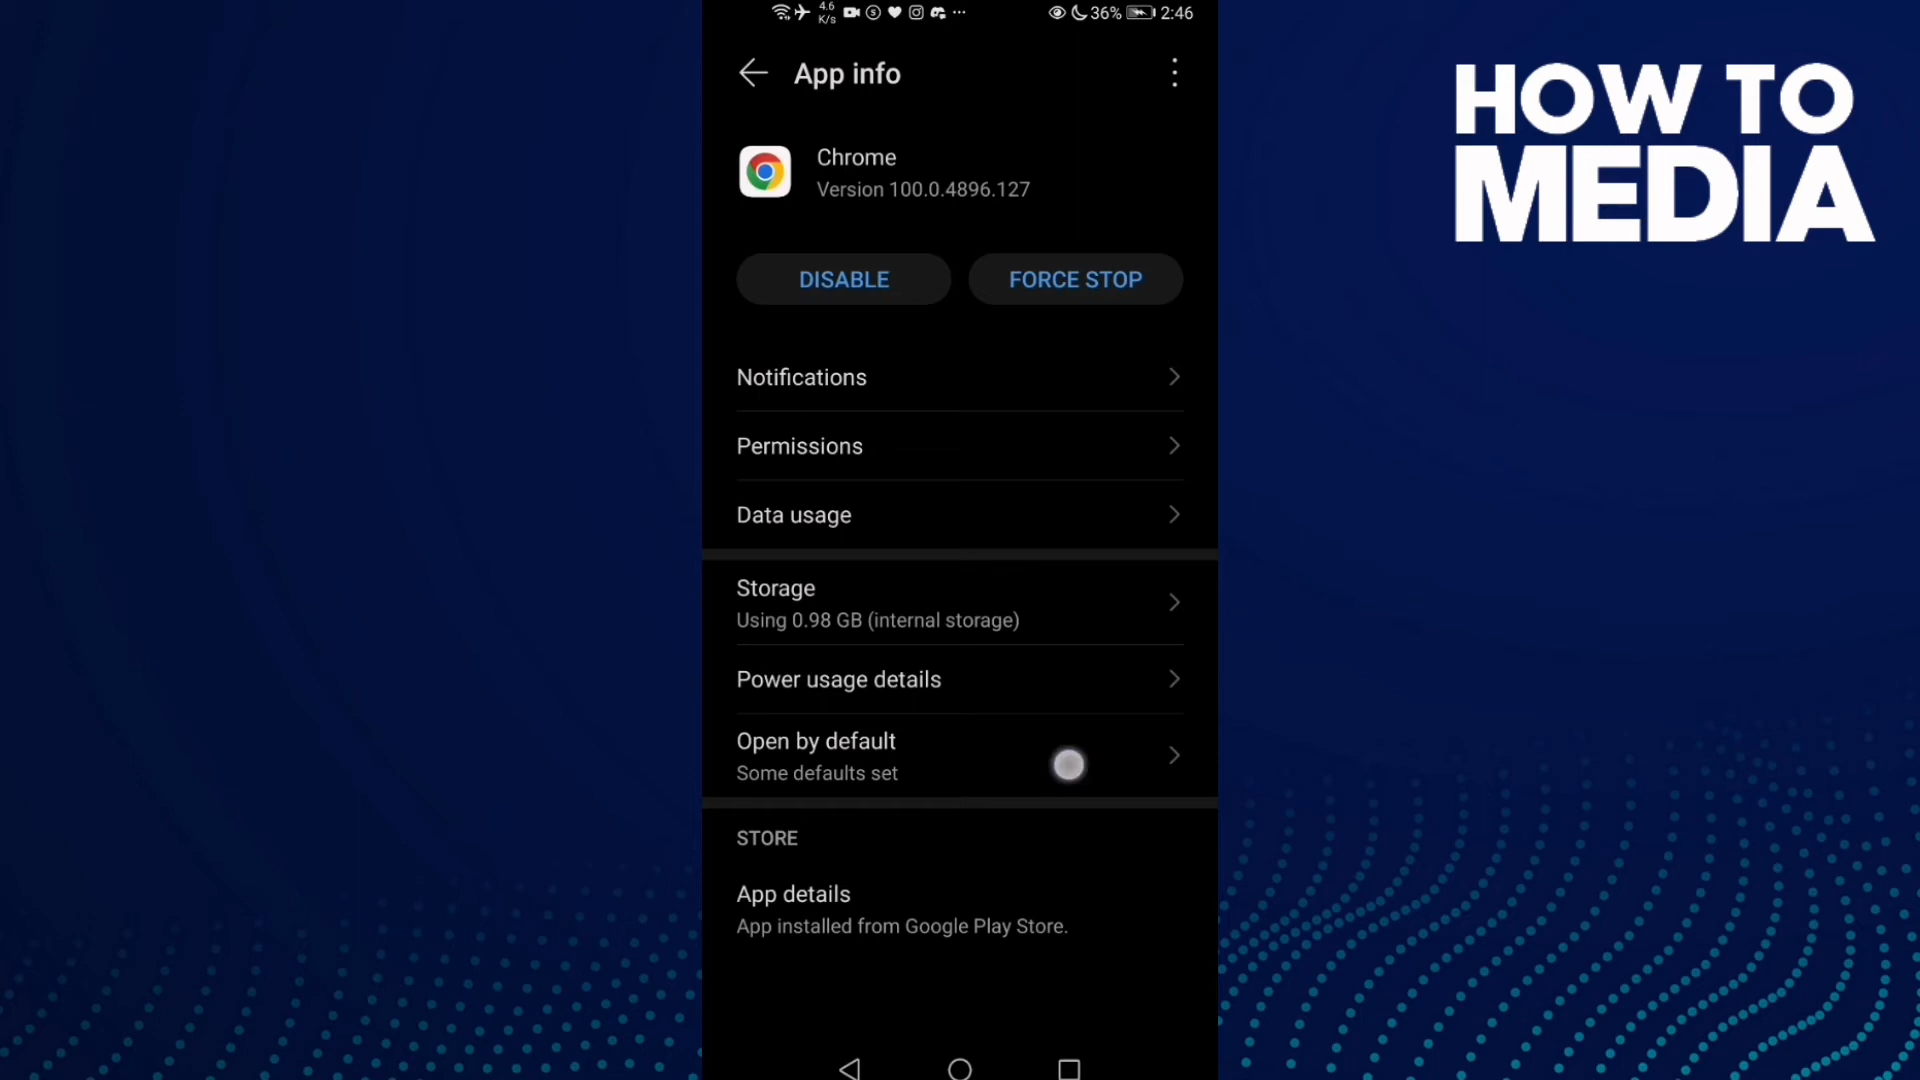 4.6
K/s
36%
2:46
App info
Chrome
Version 100.0.4896.127
DISABLE
FORCE STOP
Notifications
Permissions
Data usage
Storage
Using 0.98 GB (internal storage)
Power usage details
Open by default
Some defaults set
STORE
App details
App installed from Google Play Store.
HOW TO
MEDIA